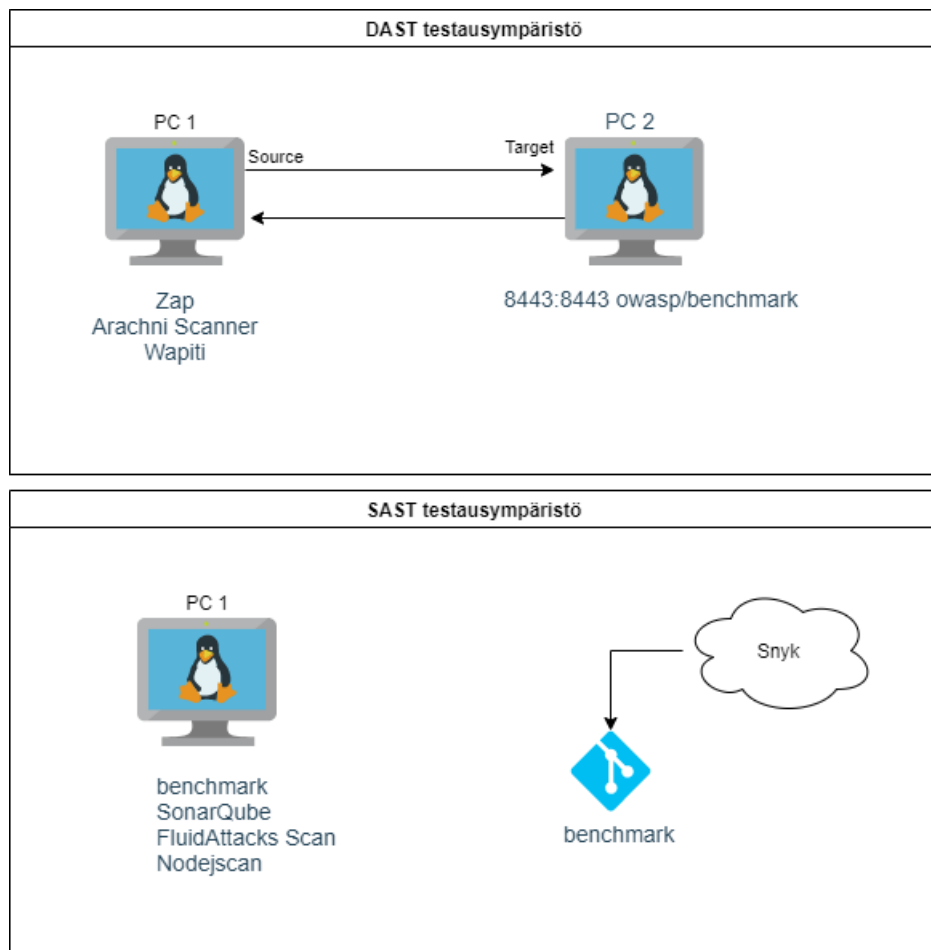 DAST testausympäristö
PC 1
PC 2
Source
Target
Zap
Arachni Scanner
Wapiti
8443:8443 owasp/benchmark
SAST testausympäristö
PC 1
Snyk
benchmark
SonarQube
FluidAttacks Scan
Nodejscan
benchmark